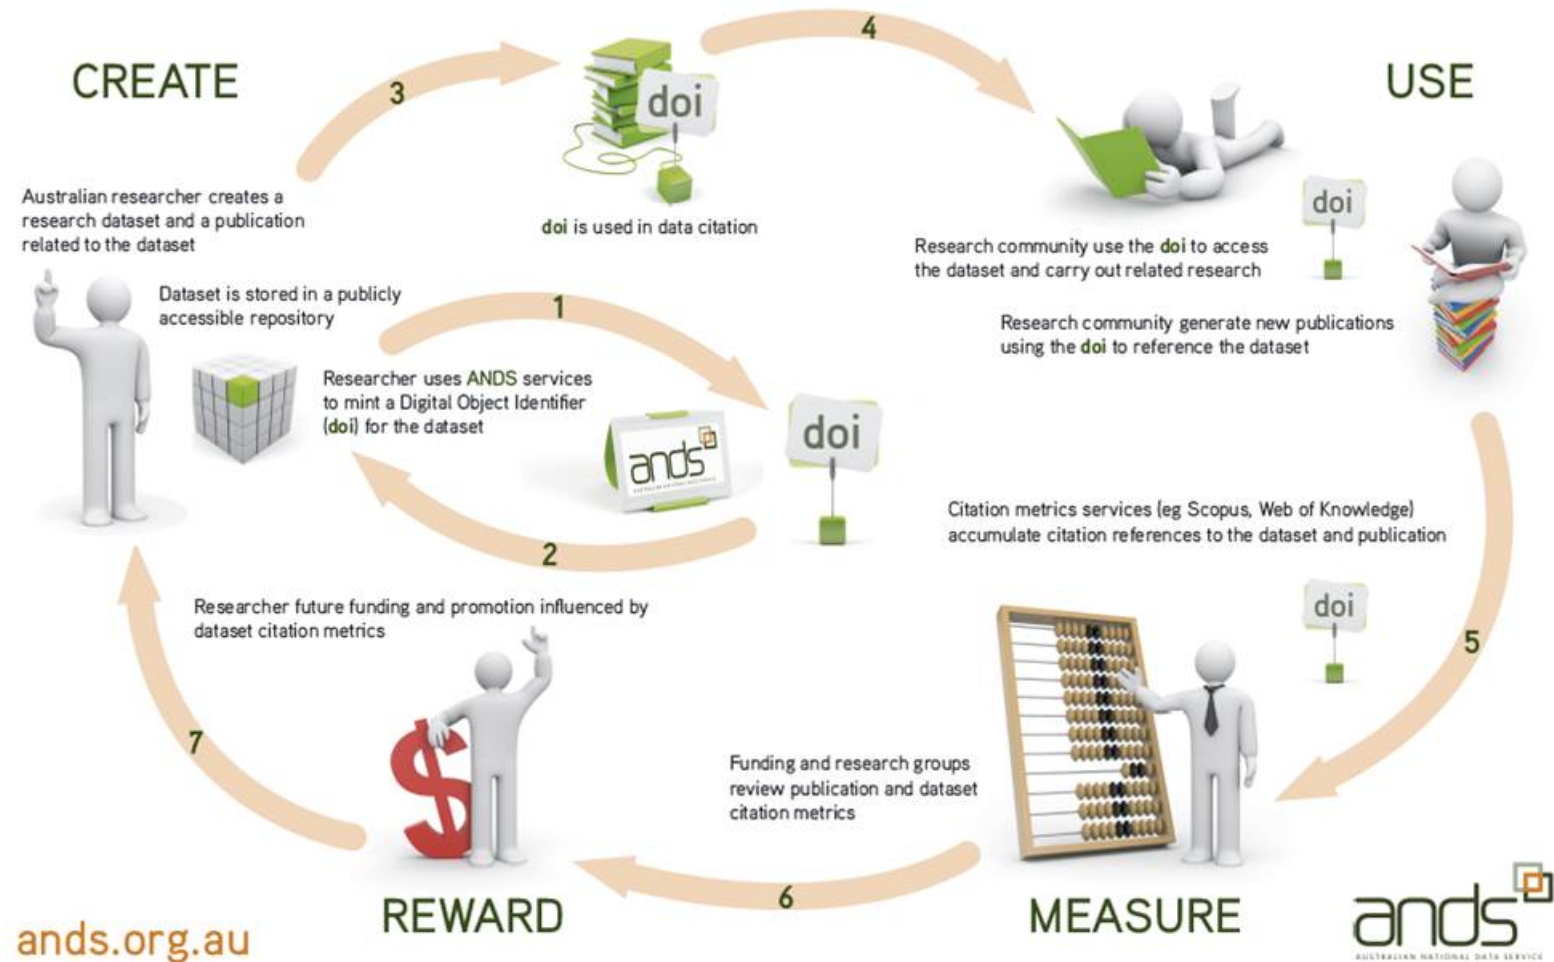 CREATE
3
4
USE
doi
doi is used in data citation
Australian researcher creates a
research dataset and a publication
related to the dataset
Dataset is stored in a publicly
accessible repository
1
Researcher uses ANDS services
to mint a Digital Object Identifier
(doi) for the dataset
ands
doi
2
Research community use the doi to access
the dataset and carry out related research
doi
Research community generate new publications
using the doi to reference the dataset
Citation metrics services (eg Scopus, Web of Knowledge)
accumulate citation references to the dataset and publication
doi
5
Researcher future funding and promotion influenced by
dataset citation metrics
7
Funding and research groups
review publication and dataset
citation metrics
6
REWARD
MEASURE
ands.org.au
ands
AUSTRALIAN NATIONAL DATA SERVICE